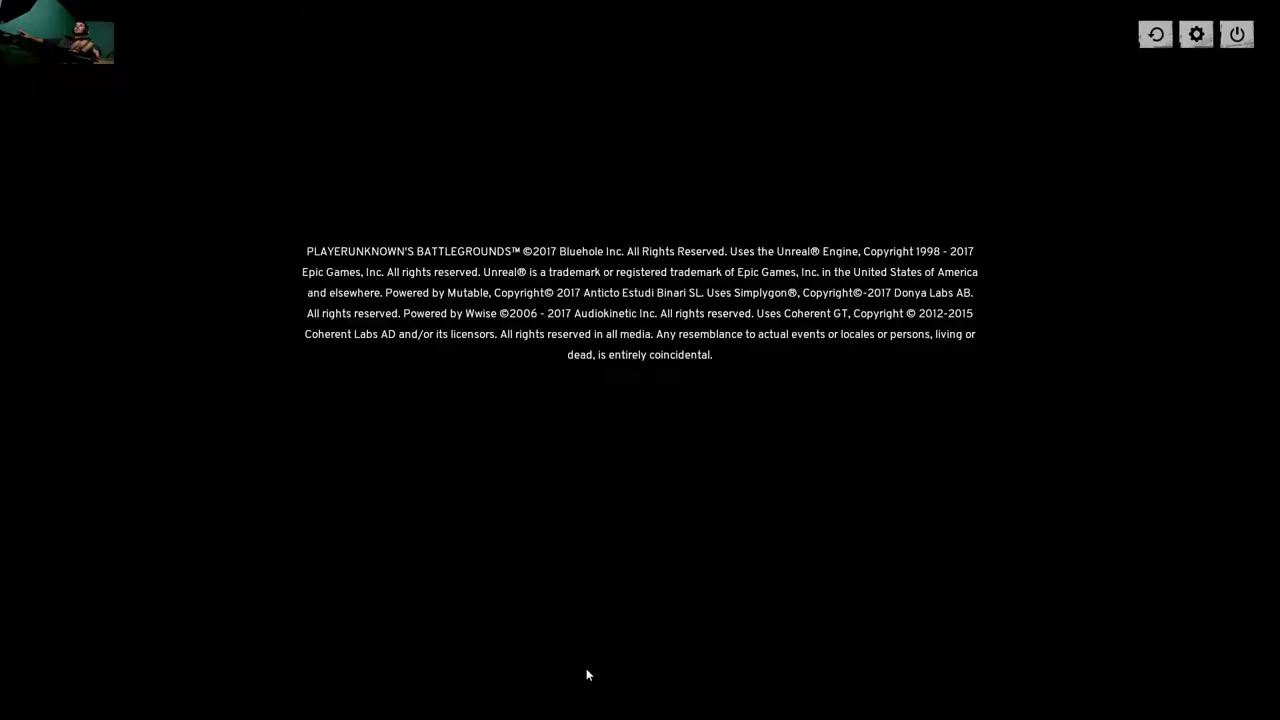 PLAYERUNKNOWN'S BATTLEGROUNDS™ ©2017 Bluehole Inc. All Rights Reserved. Uses the Unreal® Engine, Copyright 1998 - 2017
Epic Games, Inc. All rights reserved. Unreal® is a trademark or registered trademark of Epic Games, Inc. in the United States of America
and elsewhere. Powered by Mutable, Copyright© 2017 Anticto Estudi Binari SL. Uses Simplygon®, Copyright©-2017 Donya Labs AB.
All rights reserved. Powered by Wwise ©2006 - 2017 Audiokinetic Inc. All rights reserved. Uses Coherent GT, Copyright © 2012-2015
Coherent Labs AD and/or its licensors. All rights reserved in all media. Any resemblance to actual events or locales or persons, living or
dead, is entirely coincidental.